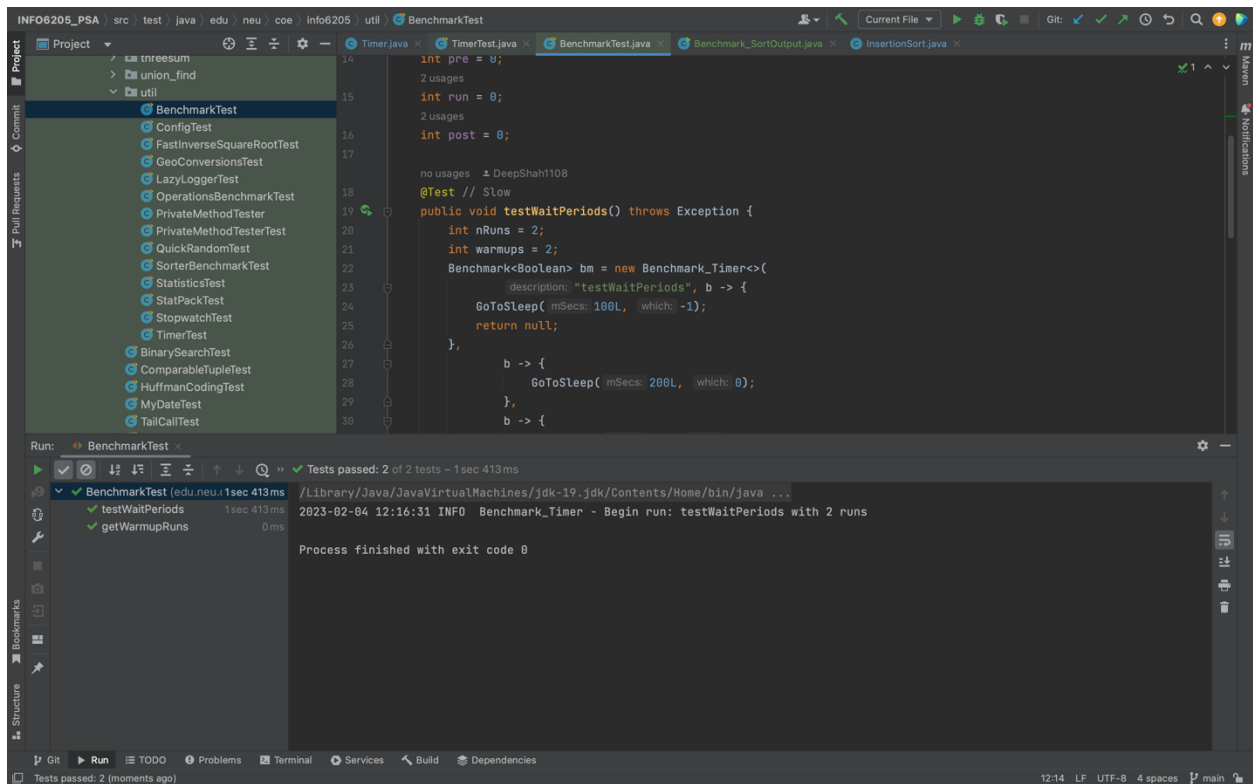 INFO6205_PSA > src > test > java > edu > neu > coe > info6205 > util > BenchmarkTest
Current File
Git:
Project
Timer.java
TimerTest.java
BenchmarkTest.java
Benchmark_SortOutput.java
InsertionSort.java
Project
Commit
Pull Requests
Bookmarks
Structure
threesum
union_find
util
BenchmarkTest
ConfigTest
FastInverseSquareRootTest
GeoConversionsTest
LazyLoggerTest
OperationsBenchmarkTest
PrivateMethodTester
PrivateMethodTesterTest
QuickRandomTest
SorterBenchmarkTest
StatisticsTest
StatPackTest
StopwatchTest
TimerTest
BinarySearchTest
ComparableTupleTest
HuffmanCodingTest
MyDateTest
TailCallTest
14 int pre = 0;
2 usages
15 int run = 0;
2 usages
16 int post = 0;
17
no usages DeepShah1108
18 @Test // Slow
19 public void testWaitPeriods() throws Exception {
20 int nRuns = 2;
21 int warmups = 2;
22 Benchmark<Boolean> bm = new Benchmark_Timer<>(
23 description: "testWaitPeriods", b -> {
24 GoToSleep( mSecs: 100L, which: -1);
25 return null;
26 },
27 b -> {
28 GoToSleep( mSecs: 200L, which: 0);
29 },
30 b -> {
1
m
Maven
Notifications
Run: BenchmarkTest
Tests passed: 2 of 2 tests – 1 sec 413 ms
BenchmarkTest (edu.neu.c 1 sec 413 ms
testWaitPeriods 1 sec 413 ms
getWarmupRuns 0 ms
/Library/Java/JavaVirtualMachines/jdk-19.jdk/Contents/Home/bin/java ...
2023-02-04 12:16:31 INFO Benchmark_Timer - Begin run: testWaitPeriods with 2 runs
Process finished with exit code 0
Git Run TODO Problems Terminal Services Build Dependencies
Tests passed: 2 (moments ago) 12:14 LF UTF-8 4 spaces main